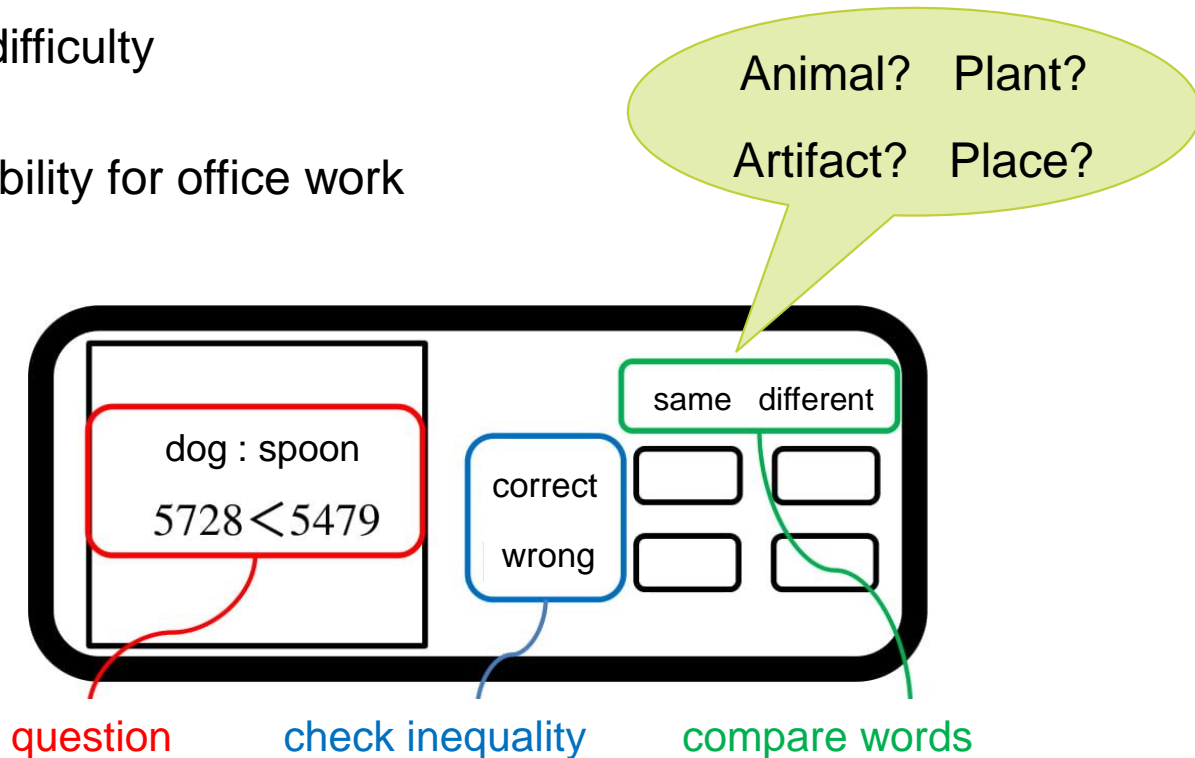 difficulty
bility for office work
Animal? Plant?
Artifact? Place?
same different
dog : spoon
5728<5479
correct
wrong
question
check inequality
compare words